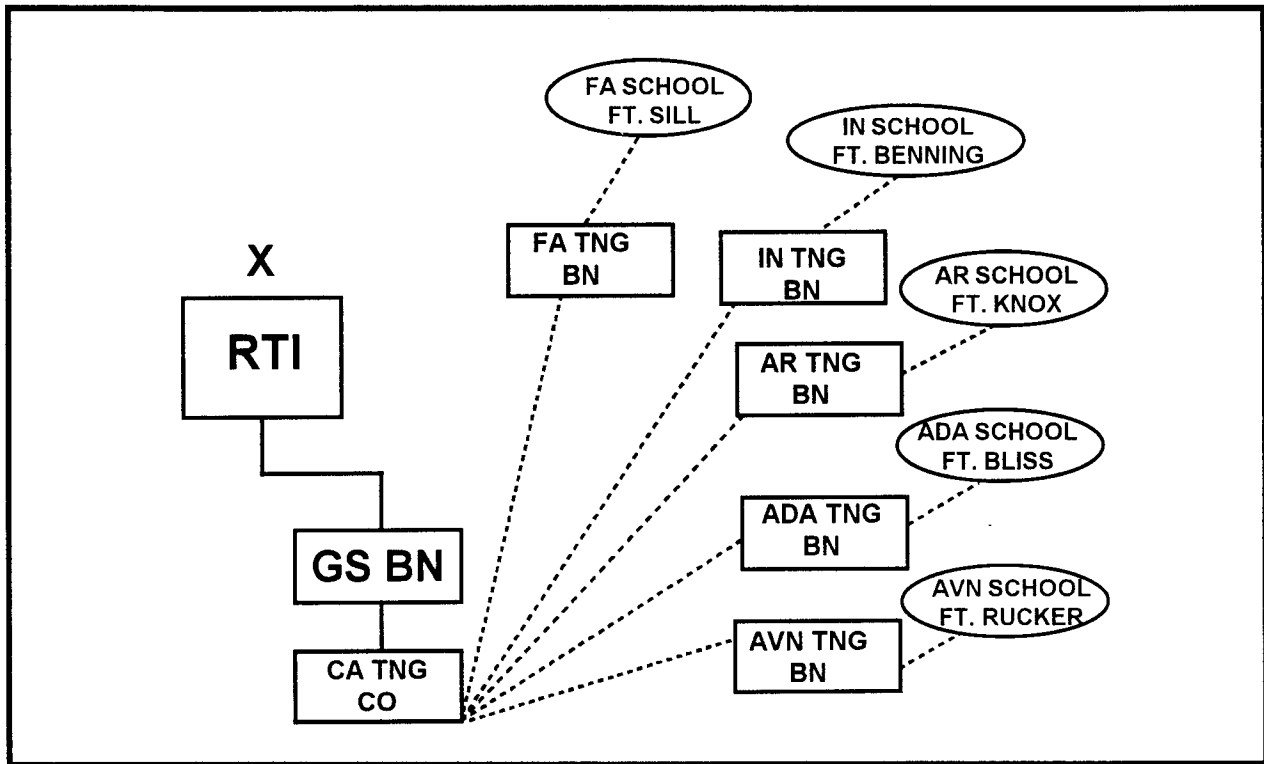 FA SCHOOL
FT. SILL
IN SCHOOL
FT. BENNING
FA TNG
BN
IN TNG
BN
X
RTI
AR SCHOOL
FT. KNOX
AR TNG
BN
ADA SCHOOL
FT. BLISS
ADA TNG
BN
GS BN
AVN SCHOOL
FT. RUCKER
AVN TNG
BN
CA TNG
CO